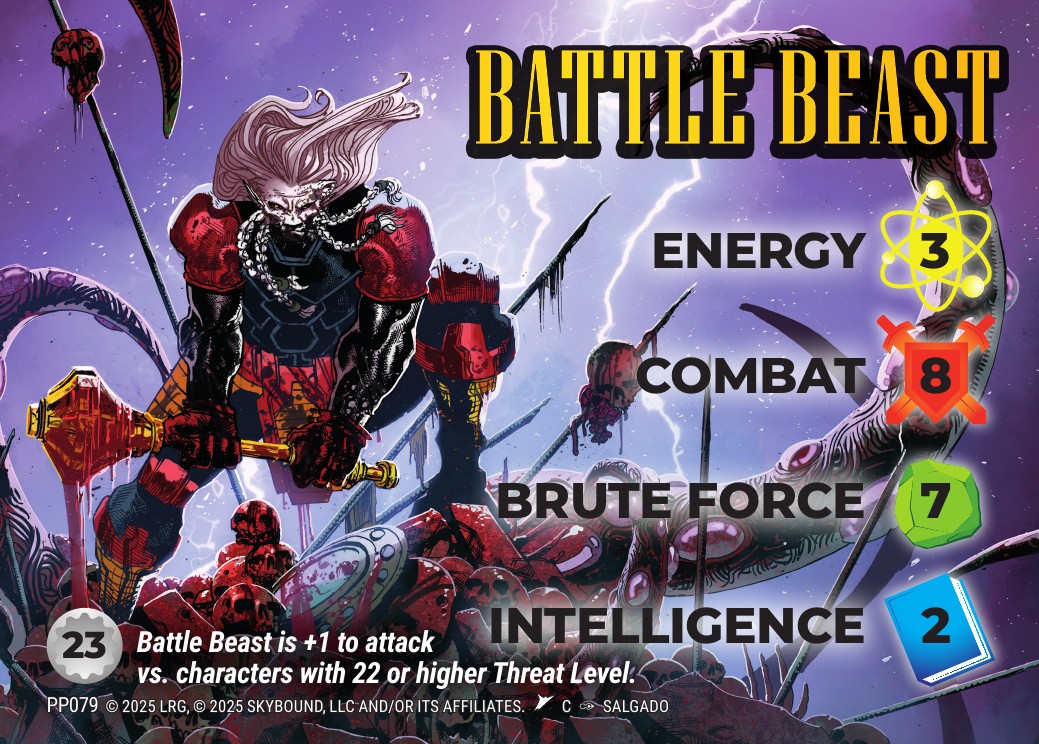 BATTLE BEAST
ENERGY 3
COMBAT 8
BRUTE FORCE 7
INTELLIGENCE 2
23
Battle Beast is +1 to attack
vs. characters with 22 or higher Threat Level.
PP079 © 2025 LRG, © 2025 SKYBOUND, LLC AND/OR ITS AFFILIATES. C SALGADO